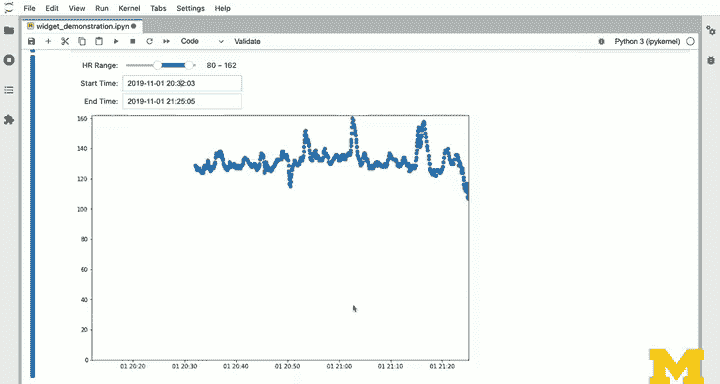 File Edit View Run Kernel Tabs Settings Help
widget_demonstration.ipyn
Code Validate Python 3 (ipykernel)
HR Range: 80 – 162
Start Time: 2019-11-01 20:32:03
End Time: 2019-11-01 21:25:05
160
140
120
100
80
60
40
20
0
01 20:20 01 20:30 01 20:40 01 20:50 01 21:00 01 21:10 01 21:20
M